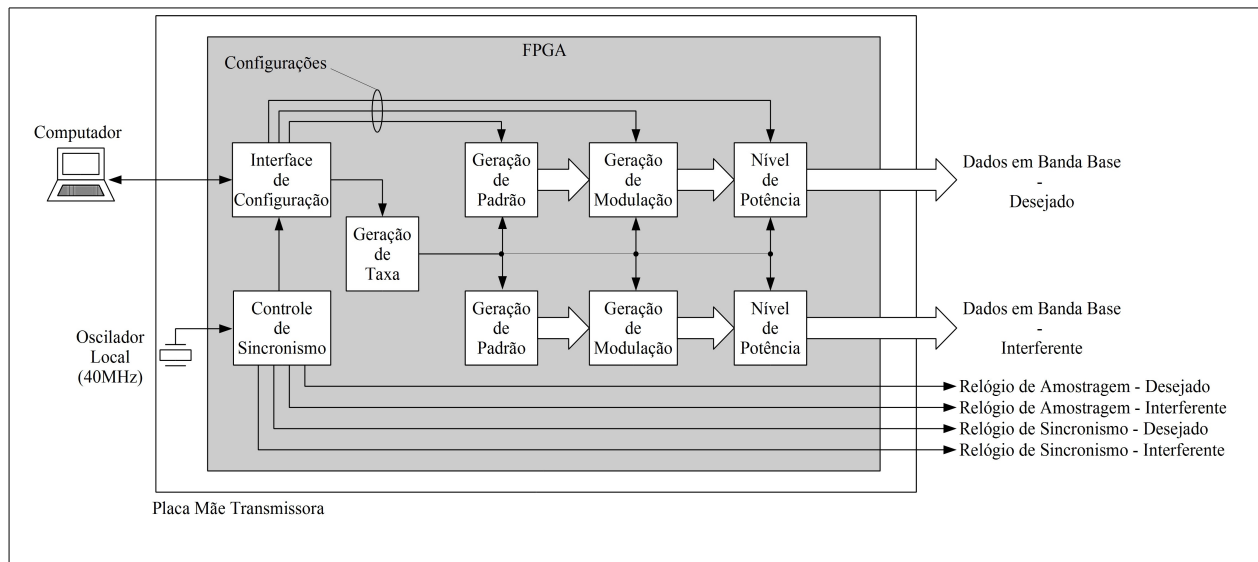 FPGA
Configurações
Computador
Interface
de
Configuração
Geração
de
Padrão
Geração
de
Modulação
Nível
de
Potência
Dados em Banda Base
-
Desejado
Geração
de
Taxa
Controle
de
Sincronismo
Geração
de
Padrão
Geração
de
Modulação
Nível
de
Potência
Dados em Banda Base
-
Interferente
Oscilador
Local
(40MHz)
Relógio de Amostragem - Desejado
Relógio de Amostragem - Interferente
Relógio de Sincronismo - Desejado
Relógio de Sincronismo - Interferente
Placa Mãe Transmissora